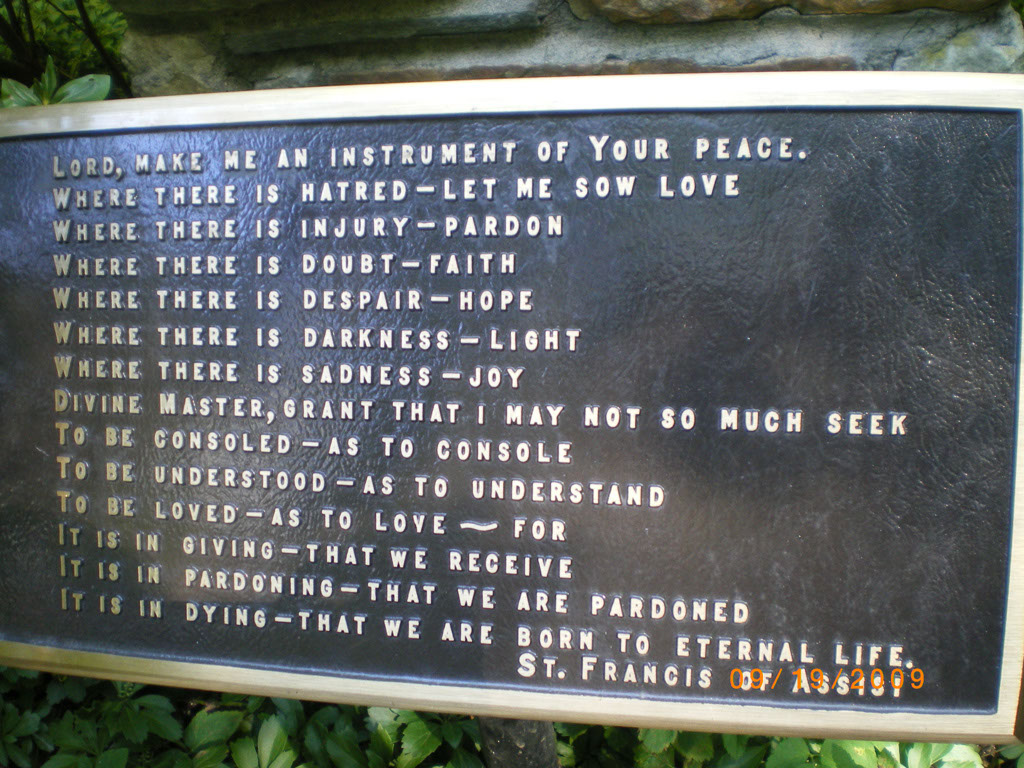 Lord, make me an instrument of Your peace.
Where there is hatred—let me sow love
Where there is injury—pardon
Where there is doubt—faith
Where there is despair—hope
Where there is darkness—light
Where there is sadness—joy
Divine Master, grant that I may not so much seek
To be consoled—as to console
To be understood—as to understand
To be loved—as to love ~ for
It is in giving—that we receive
It is in pardoning—that we are pardoned
It is in dying—that we are born to eternal life.
St. Francis of Assisi
09/19/2009